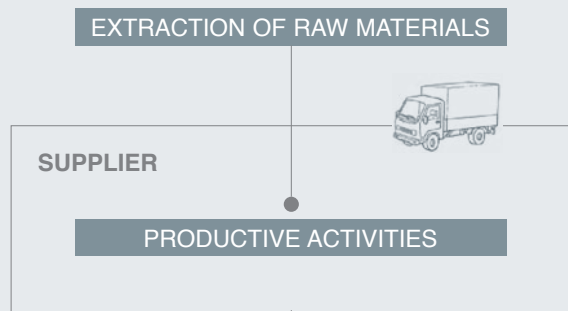 EXTRACTION OF RAW MATERIALS
SUPPLIER
PRODUCTIVE ACTIVITIES